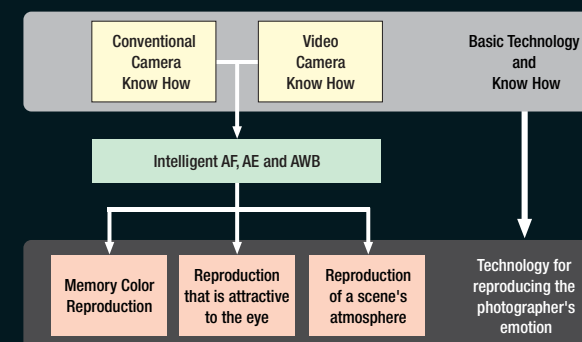 Conventional
Camera
Know How
Video
Camera
Know How
Basic Technology
and
Know How
Intelligent AF, AE and AWB
Memory Color
Reproduction
Reproduction
that is attractive
to the eye
Reproduction
of a scene's
atmosphere
Technology for
reproducing the
photographer's
emotion